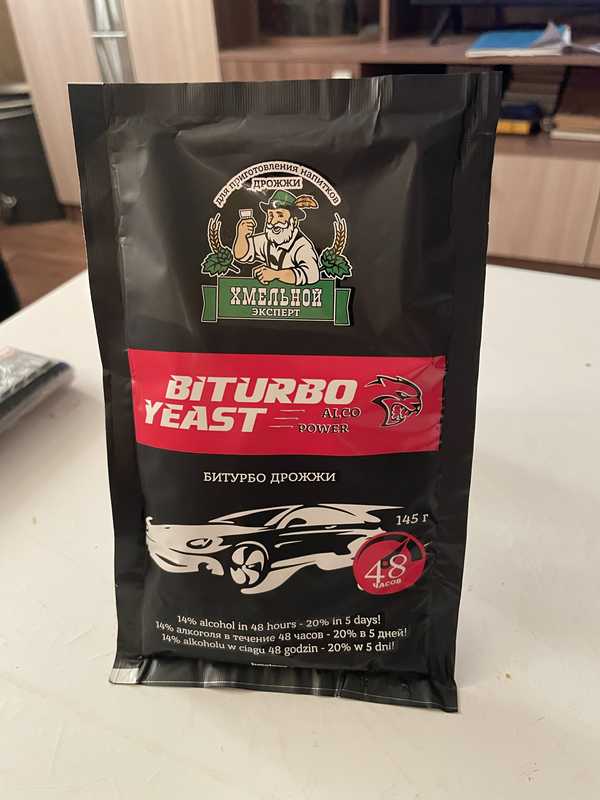 для приготовления напитков
ДРОЖЖИ
ХМЕЛЬНОЙ
ЭКСПЕРТ
BITURBO
YEAST
ALCO
POWER
БИТУРБО ДРОЖЖИ
145 г
48
ЧАСОВ
14% alcohol in 48 hours - 20% in 5 days!
14% алкоголя в течение 48 часов - 20% в 5 дней!
14% alkoholu w ciągu 48 godzin - 20% w 5 dni!